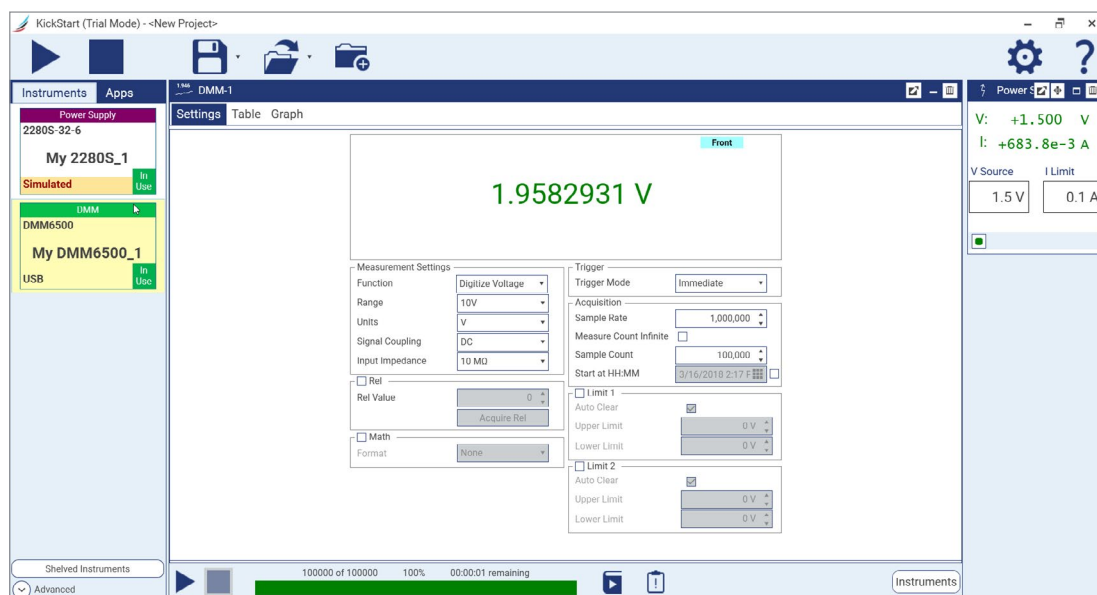 KickStart (Trial Mode) - <New Project>
Instruments Apps
Power Supply
2280S-32-6
My 2280S_1
Simulated
In Use
DMM
DMM6500
My DMM6500_1
USB
In Use
Shelved Instruments
Advanced
DMM-1
Settings Table Graph
Front
1.9582931 V
Measurement Settings
Function Digitize Voltage
Range 10V
Units V
Signal Coupling DC
Input Impedance 10 MΩ
Rel
Rel Value 0
Acquire Rel
Math
Format None
Trigger
Trigger Mode Immediate
Acquisition
Sample Rate 1,000,000
Measure Count Infinite
Sample Count 100,000
Start at HH:MM 3/16/2018 2:17 F
Limit 1
Auto Clear
Upper Limit 0 V
Lower Limit 0 V
Limit 2
Auto Clear
Upper Limit 0 V
Lower Limit 0 V
100000 of 100000 100% 00:00:01 remaining
Instruments
Power S
V: +1.500 V
I: +683.8e-3 A
V Source I Limit
1.5 V 0.1 A